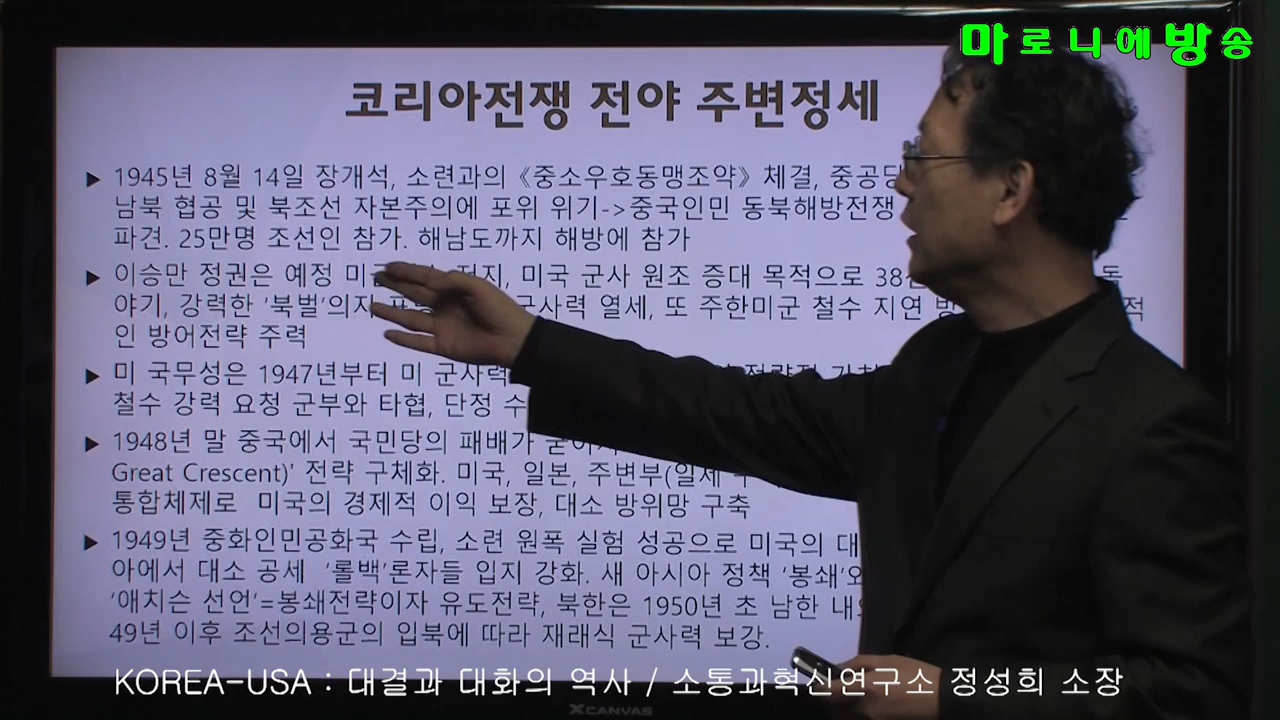 마로니에방송
코리아전쟁 전야 주변정세
▶ 1945년 8월 14일 장개석, 소련과의《중소우호동맹조약》체결, 중공당
남북 협공 및 북조선 자본주의에 포위 위기->중국인민 동북해방전쟁
파견. 25만명 조선인 참가. 해남도까지 해방에 참가
▶ 이승만 정권은 예정 저지, 미국 군사 원조 증대 목적으로
야기, 강력한 '북벌'의지 군사력 열세, 또 주한미군 철수 지연
인 방어전략 주력
▶ 미 국무성은 1947년부터 미 군사력
철수 강력 요청 군부와 타협, 단정
▶ 1948년 말 중국에서 국민당의 패배가
Great Crescent)' 전략 구체화. 미국, 일본, 주변부(일제
통합체제로 미국의 경제적 이익 보장, 대소 방위망 구축
▶ 1949년 중화인민공화국 수립, 소련 원폭 실험 성공으로 미국의 대
아에서 대소 공세 '롤백'론자들 입지 강화. 새 아시아 정책 '봉쇄'
'애치슨 선언'=봉쇄전략이자 유도전략, 북한은 1950년 초 남한
49년 이후 조선의용군의 입북에 따라 재래식 군사력 보강.
KOREA-USA : 대결과 대화의 역사 / 소통과혁신연구소 정성희 소장
XCANVAS